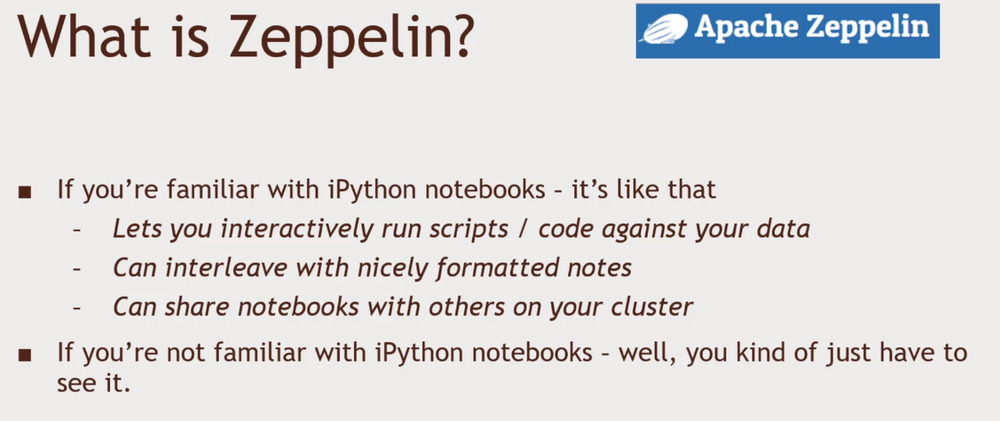 What is Zeppelin?
Apache Zeppelin
■ If you’re familiar with iPython notebooks – it’s like that
– Lets you interactively run scripts / code against your data
– Can interleave with nicely formatted notes
– Can share notebooks with others on your cluster
■ If you’re not familiar with iPython notebooks – well, you kind of just have to
see it.